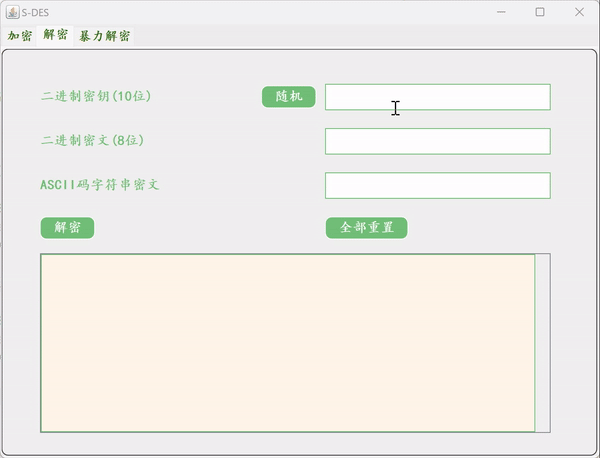 S-DES
加密 解密 暴力解密
二进制密钥(10位) 随机
二进制密文(8位)
ASCII码字符串密文
解密 全部重置